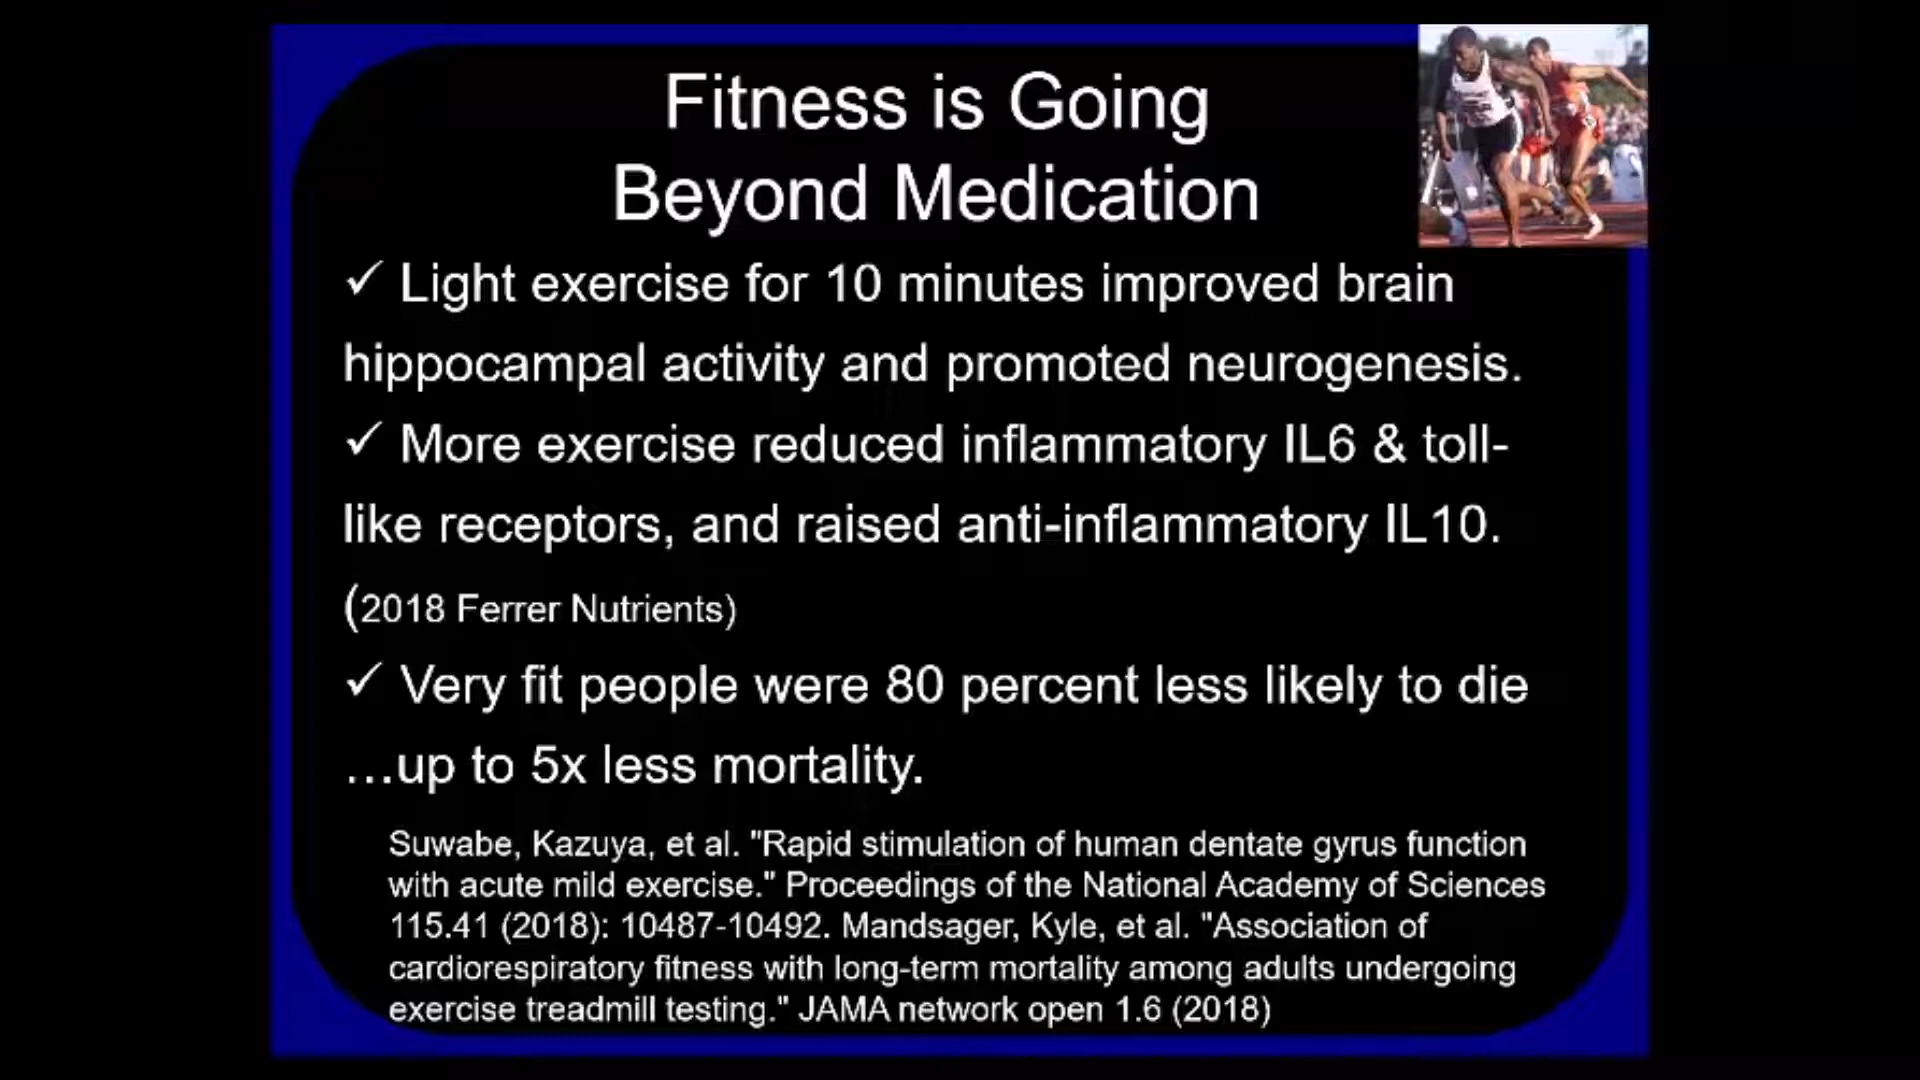 Fitness is Going
Beyond Medication
✓ Light exercise for 10 minutes improved brain
hippocampal activity and promoted neurogenesis.
✓ More exercise reduced inflammatory IL6 & toll-
like receptors, and raised anti-inflammatory IL10.
(2018 Ferrer Nutrients)
✓ Very fit people were 80 percent less likely to die
…up to 5x less mortality.
Suwabe, Kazuya, et al. "Rapid stimulation of human dentate gyrus function
with acute mild exercise." Proceedings of the National Academy of Sciences
115.41 (2018): 10487-10492. Mandsager, Kyle, et al. "Association of
cardiorespiratory fitness with long-term mortality among adults undergoing
exercise treadmill testing." JAMA network open 1.6 (2018)